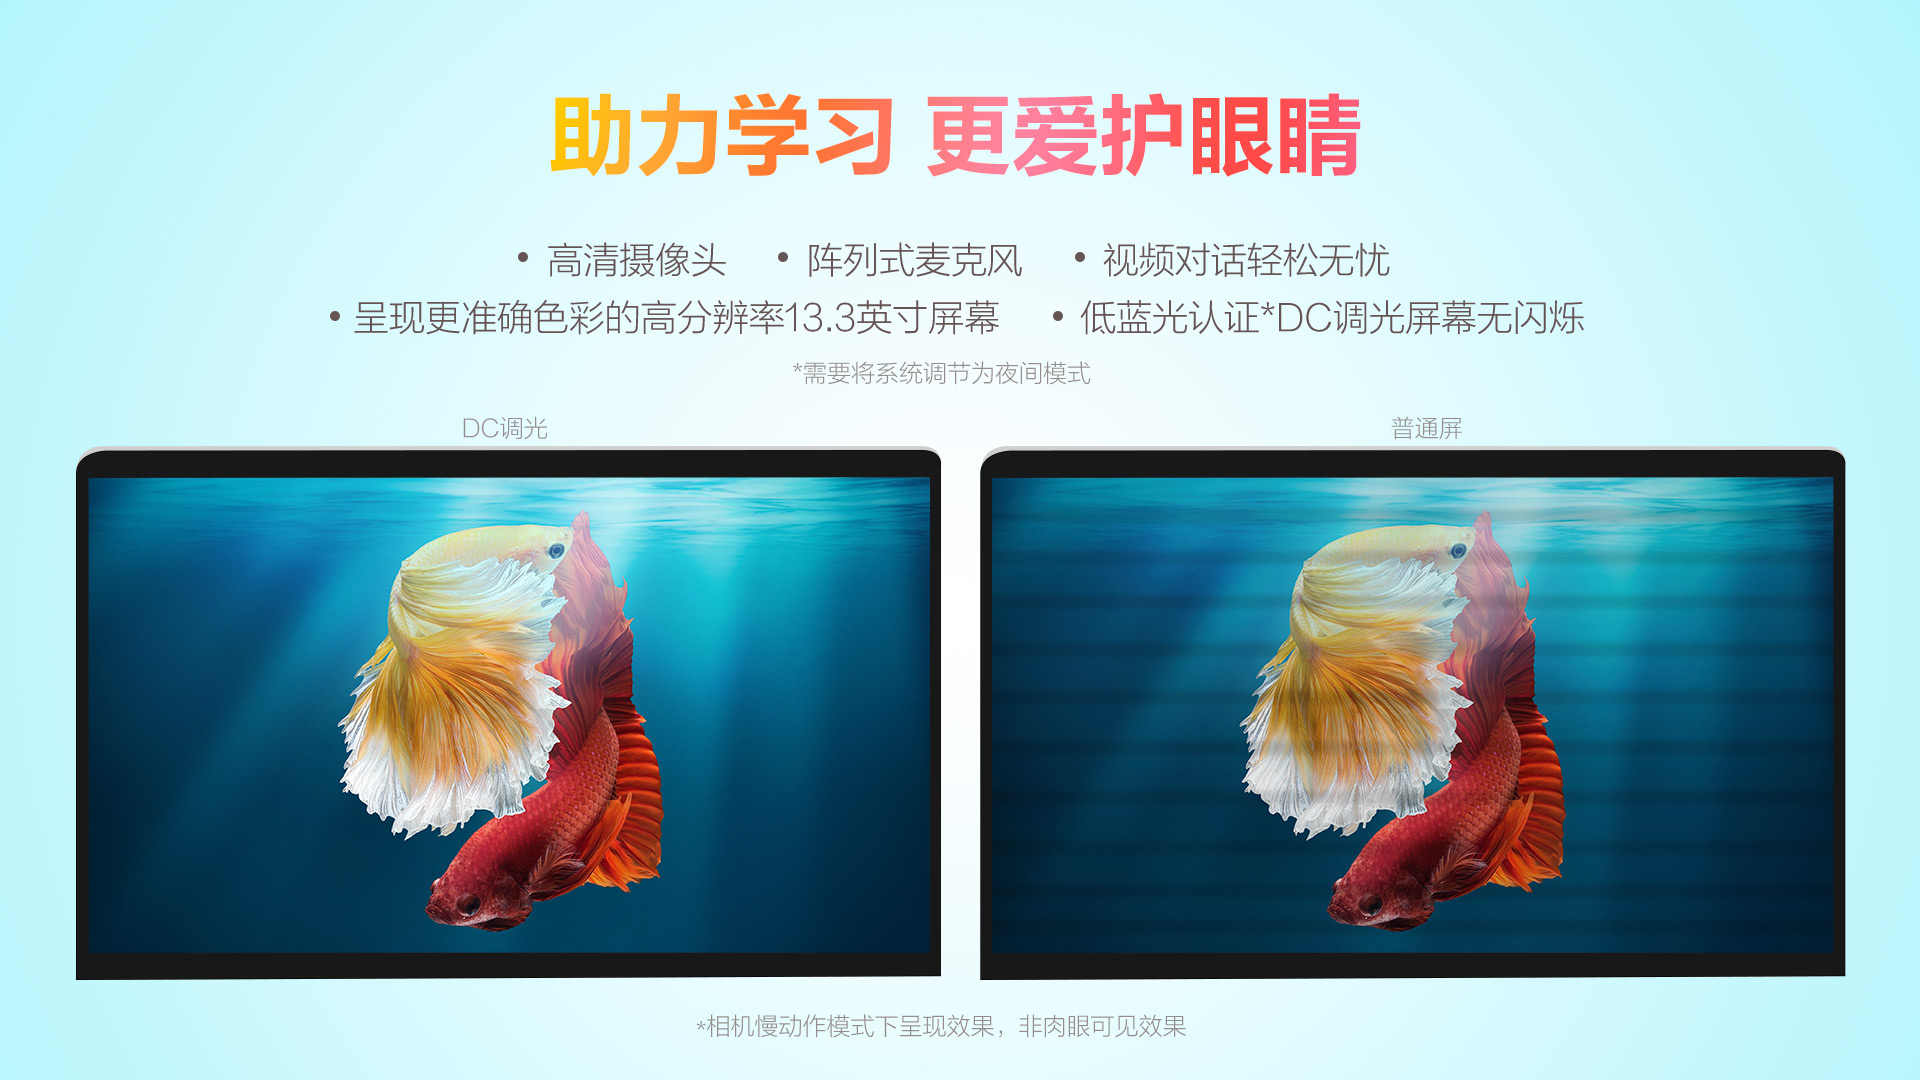 助力学习 更爱护眼睛
• 高清摄像头 • 阵列式麦克风 • 视频对话轻松无忧
• 呈现更准确色彩的高分辨率13.3英寸屏幕 • 低蓝光认证*DC调光屏幕无闪烁
*需要将系统调节为夜间模式
DC调光 普通屏
*相机慢动作模式下呈现效果，非肉眼可见效果